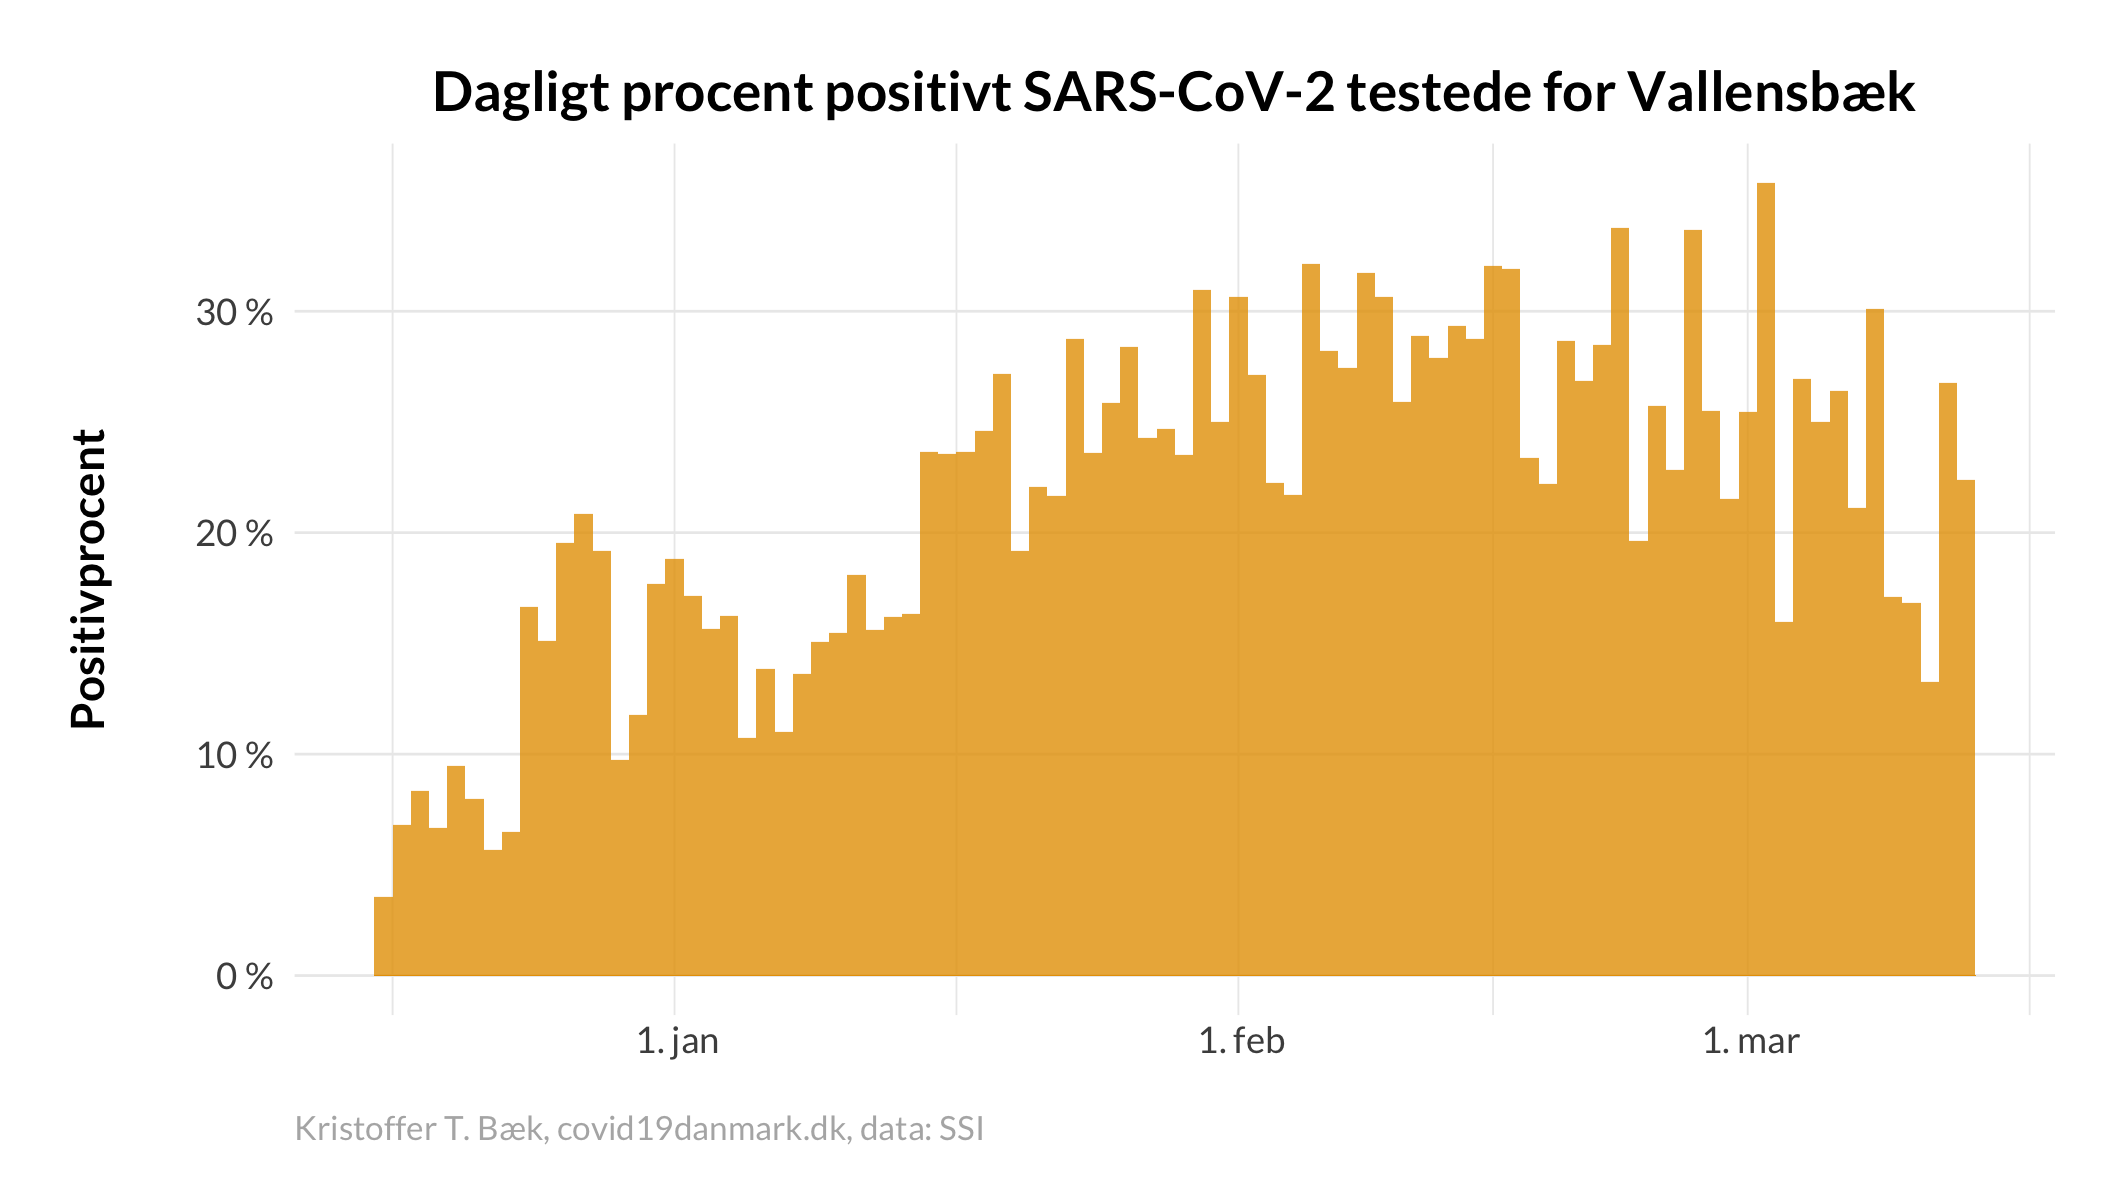 Dagligt procent positivt SARS-CoV-2 testede for Vallensbæk
Positivprocent
30 %
20 %
10 %
0 %
1. jan
1. feb
1. mar
Kristoffer T. Bæk, covid19danmark.dk, data: SSI